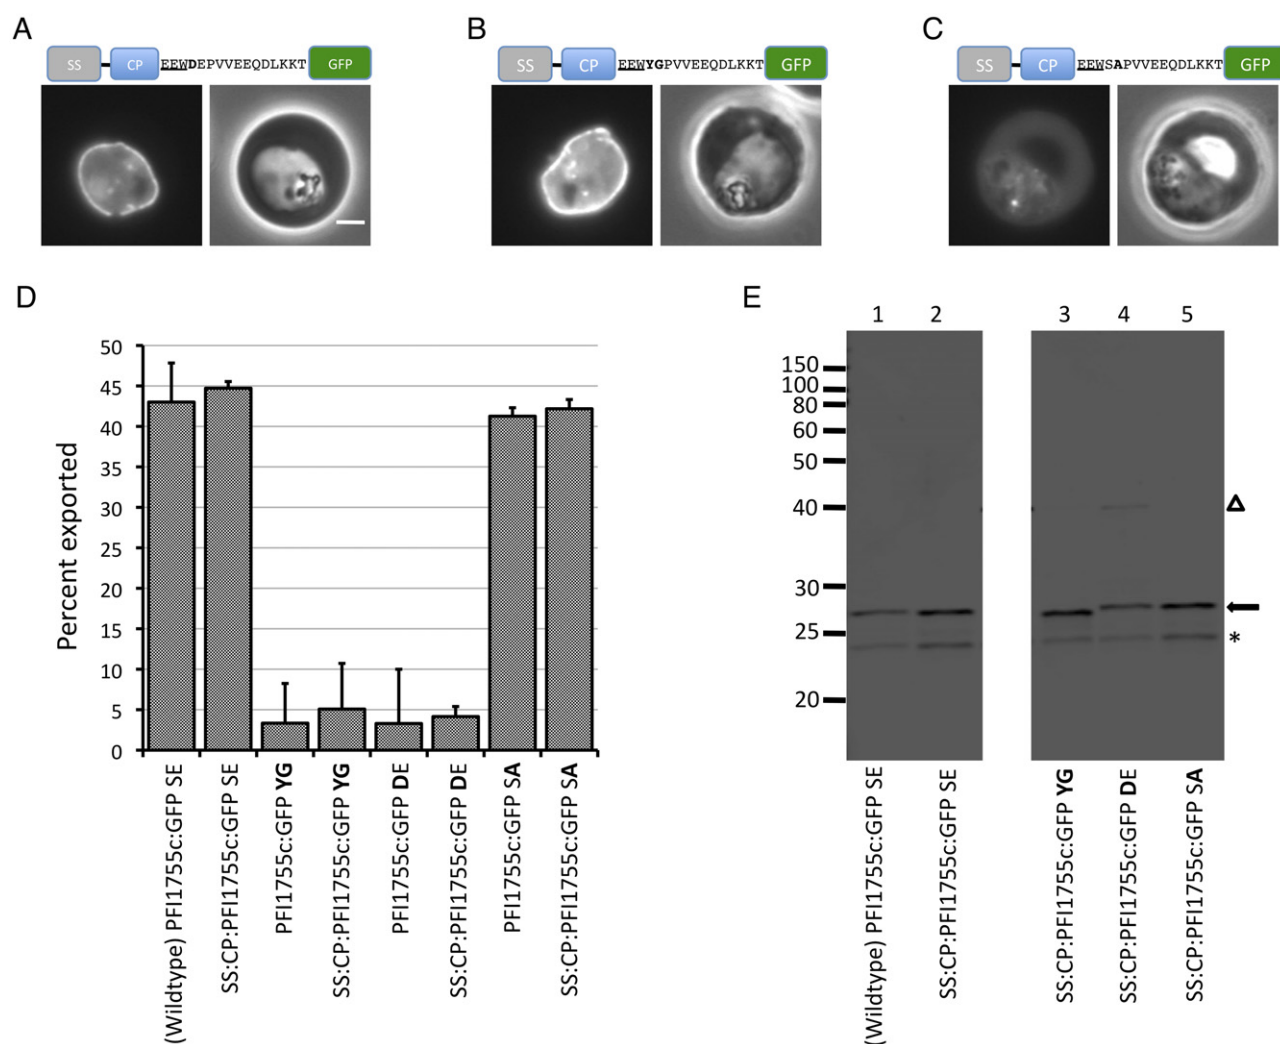 A
SS CP EEWDEPVVEEQDLKKT GFP
B
SS CP EEWYGPVVEEQDLKKT GFP
C
SS CP EEWSAPVVEEQDLKKT GFP
D
Percent exported
50
45
40
35
30
25
20
15
10
5
0
(Wildtype) PFI1755c:GFP SE
SS:CP:PFI1755c:GFP SE
PFI1755c:GFP YG
SS:CP:PFI1755c:GFP YG
PFI1755c:GFP DE
SS:CP:PFI1755c:GFP DE
PFI1755c:GFP SA
SS:CP:PFI1755c:GFP SA
E
1 2 3 4 5
150
100
80
60
50
40
30
25
20
Δ
*
(Wildtype) PFI1755c:GFP SE
SS:CP:PFI1755c:GFP SE
SS:CP:PFI1755c:GFP YG
SS:CP:PFI1755c:GFP DE
SS:CP:PFI1755c:GFP SA